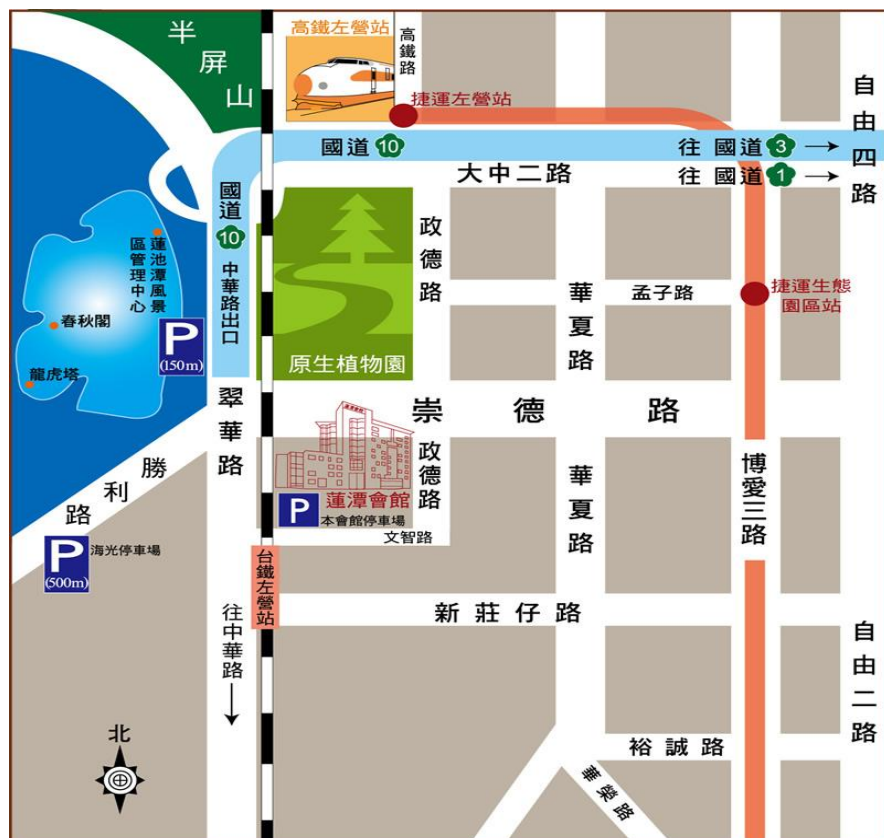 半屏山
高鐵左營站
高鐵路
捷運左營站
自由四路
國道 10
往 國道 3 →
大中二路
往 國道 1 →
國道 10 中華路出口
蓮池潭風景
區管理中心
春秋閣
龍虎塔
P
(150m)
政德路
華夏路
孟子路
捷運生態
園區站
原生植物園
翠華路
崇德路
蓮潭會館
P
本會館停車場
政德路
華夏路
博愛三路
文智路
勝利路
P
(500m)
海光停車場
台鐵左營站
新莊仔路
往中華路
自由二路
北
裕誠路
華榮路